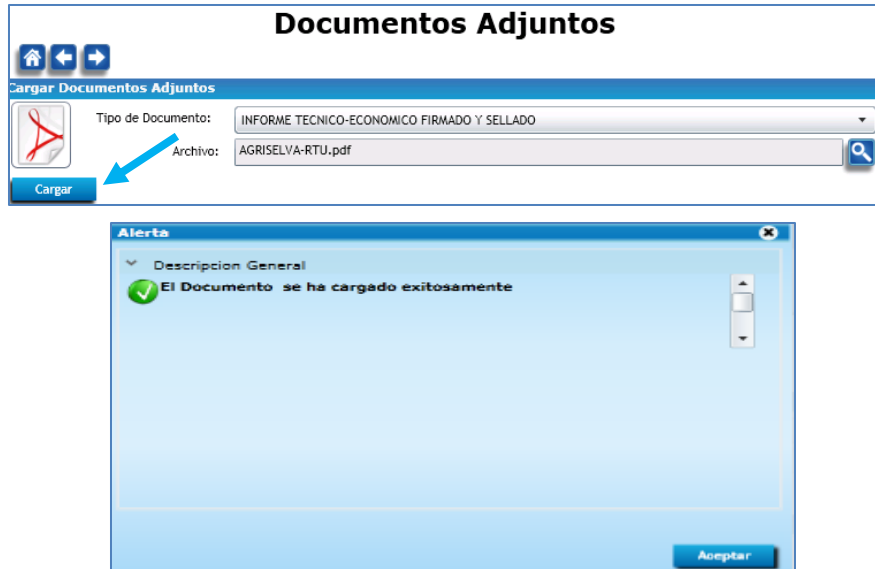 Documentos Adjuntos
Cargar Documentos Adjuntos
Tipo de Documento: INFORME TECNICO-ECONOMICO FIRMADO Y SELLADO
Archivo: AGRISELVA-RTU.pdf
Cargar
Alerta
Descripcion General
El Documento se ha cargado exitosamente
Aceptar